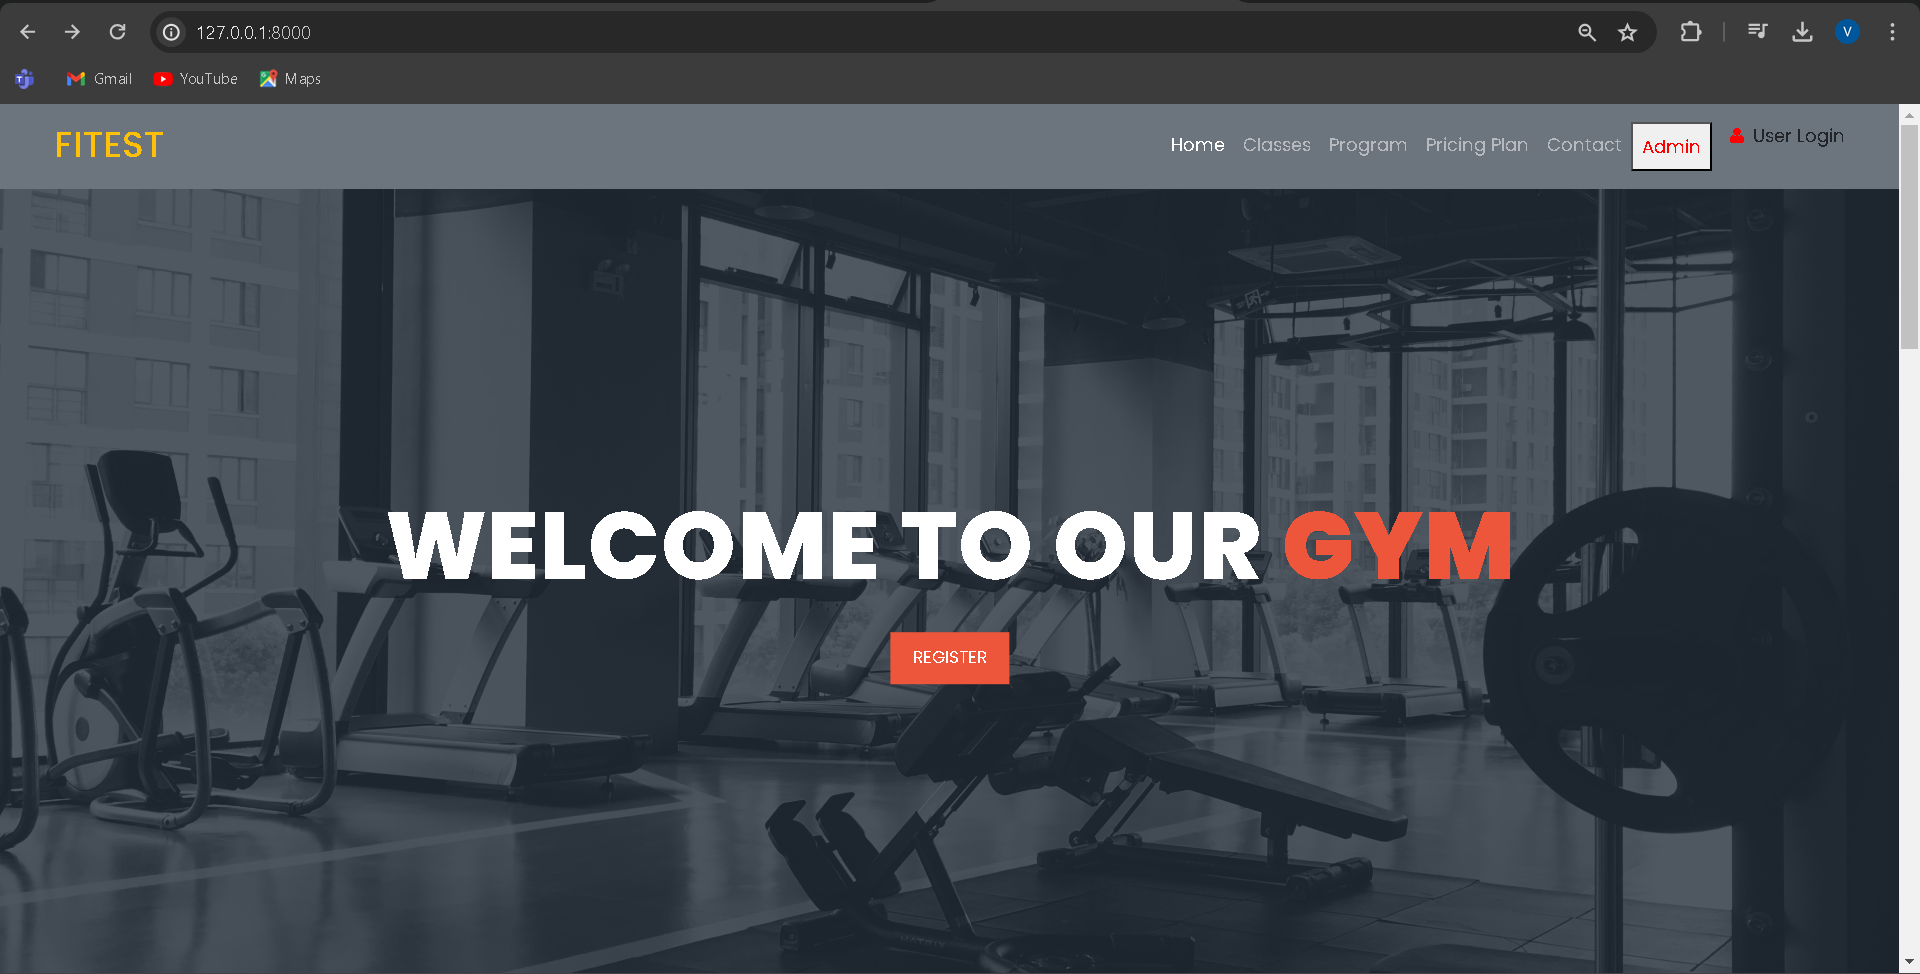 127.0.0.1:8000
Gmail YouTube Maps
FITEST Home Classes Program Pricing Plan Contact Admin User Login
WELCOME TO OUR GYM
REGISTER